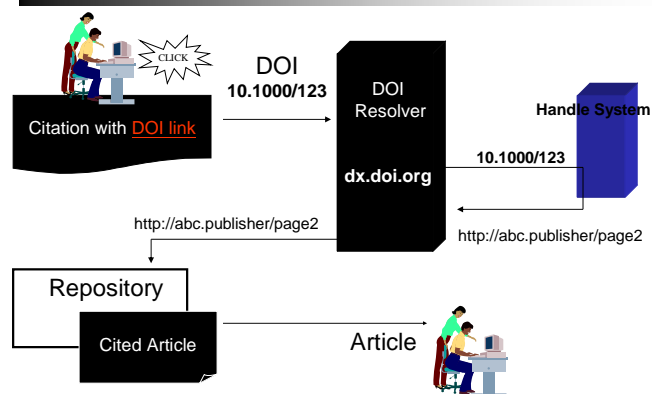 CLICK
DOI
10.1000/123
Citation with DOI link
DOI
Resolver
dx.doi.org
Handle System
10.1000/123
http://abc.publisher/page2
http://abc.publisher/page2
Repository
Cited Article
Article